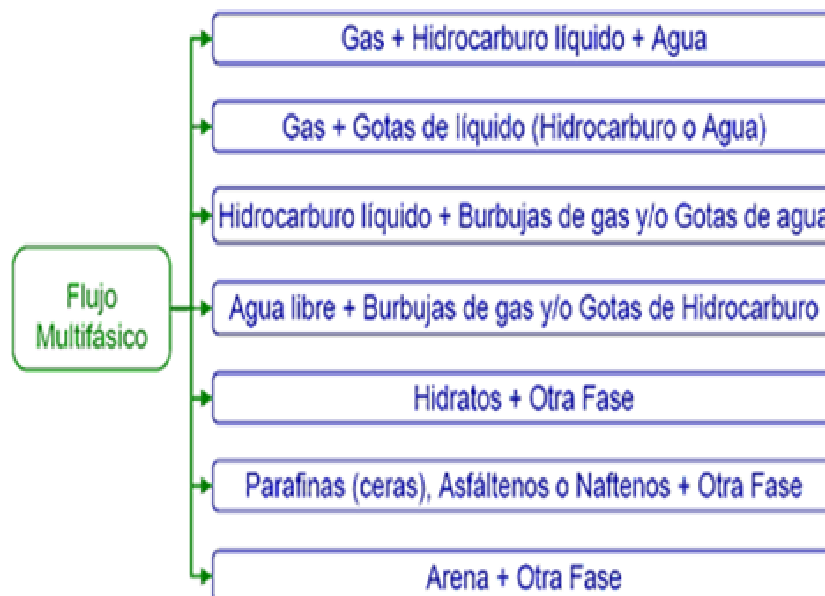 Gas + Hidrocarburo líquido + Agua
Gas + Gotas de líquido (Hidrocarburo o Agua)
Hidrocarburo líquido + Burbujas de gas y/o Gotas de agua
Flujo
Multifásico
Agua libre + Burbujas de gas y/o Gotas de Hidrocarburo
Hidratos + Otra Fase
Parafinas (ceras), Asfáltenos o Naftenos + Otra Fase
Arena + Otra Fase